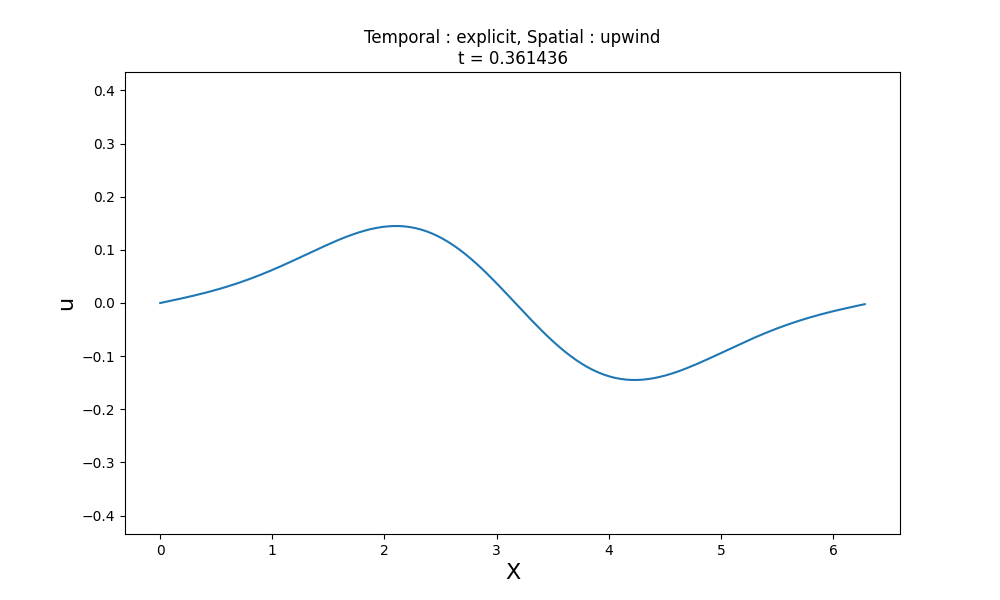 Temporal : explicit, Spatial : upwind
t = 0.361436
0.4
0.3
0.2
0.1
0.0
−0.1
−0.2
−0.3
−0.4
u
0 1 2 3 4 5 6
X